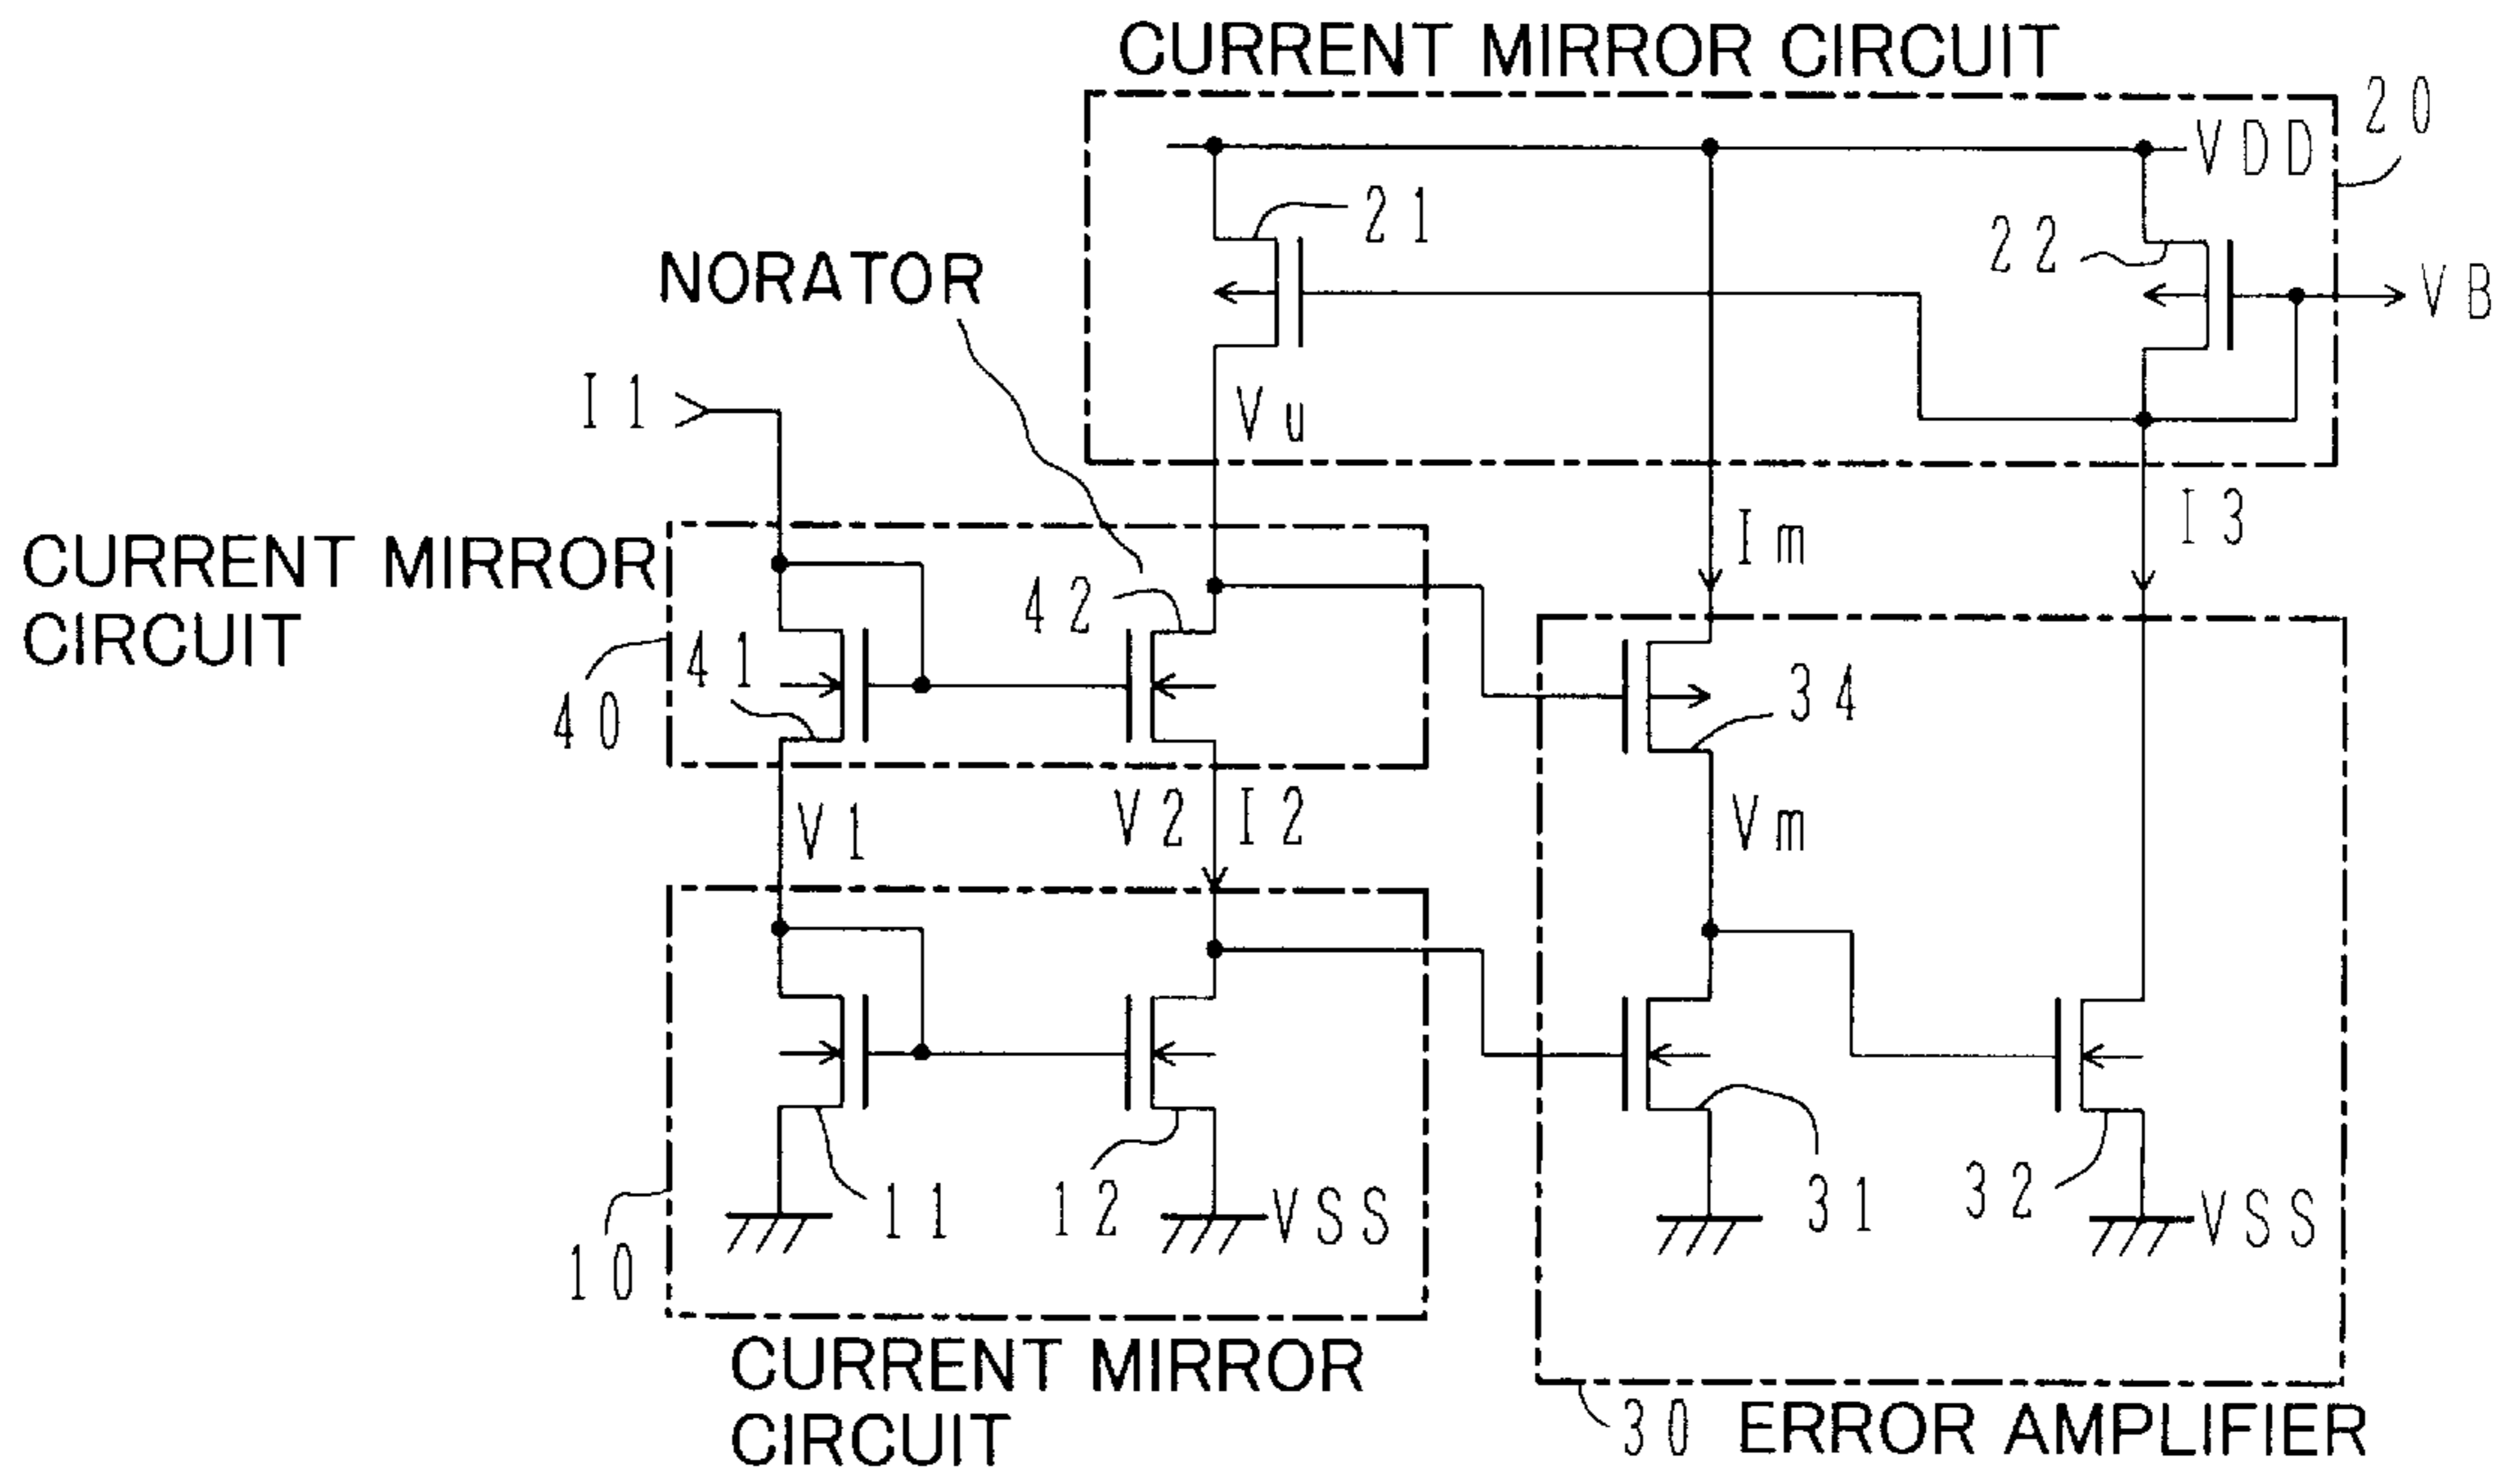 CURRENT MIRROR CIRCUIT
20
VDD
21
22
NORATOR
VB
I1
Vu
I3
Im
CURRENT MIRROR
CIRCUIT
42
41
34
40
V1
V2
I2
Vm
11
12
VSS
31
32
VSS
10
CURRENT MIRROR
CIRCUIT
30
ERROR AMPLIFIER